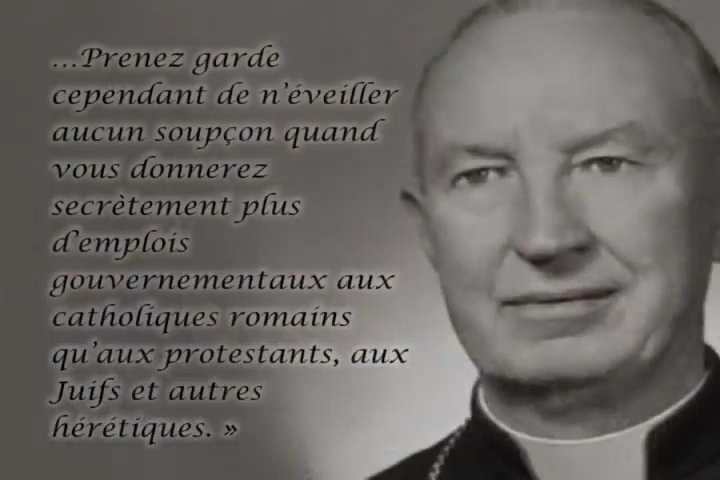 ...Prenez garde
cependant de n'éveiller
aucun soupçon quand
vous donnerez
secrètement plus
d'emplois
gouvernementaux aux
catholiques romains
qu'aux protestants, aux
Juifs et autres
hérétiques. »